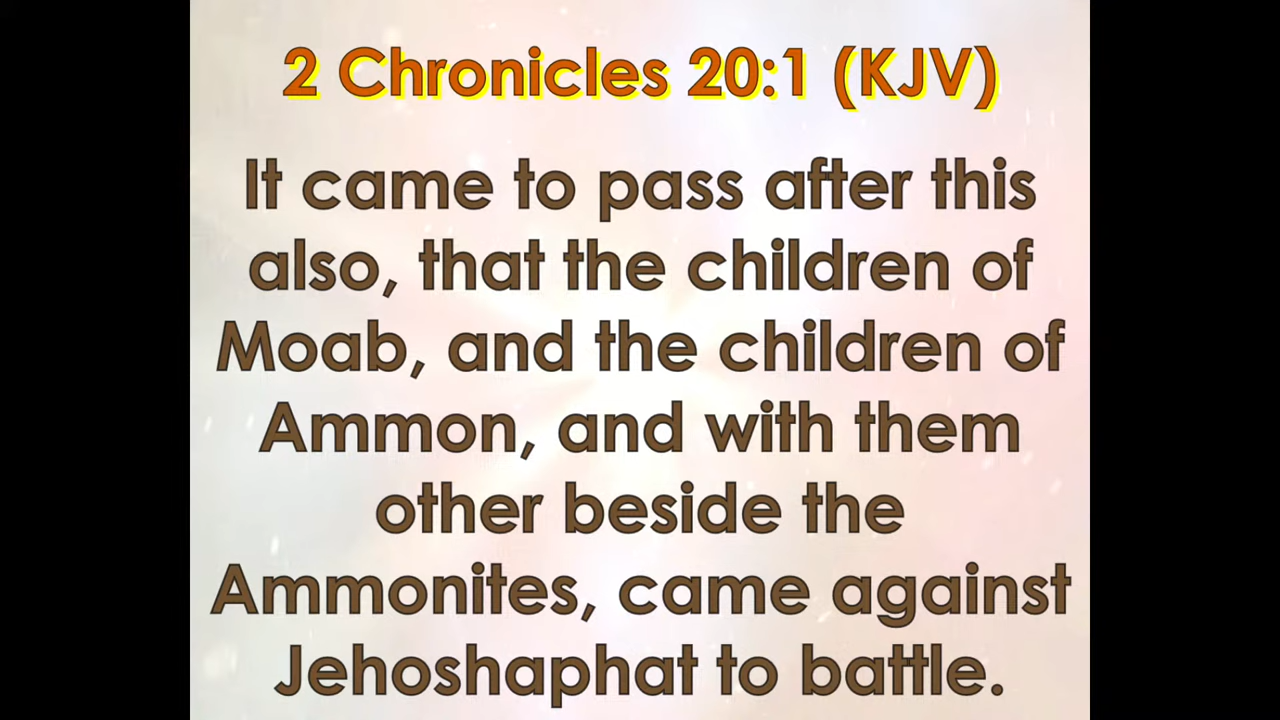 2 Chronicles 20:1 (KJV)
It came to pass after this
also, that the children of
Moab, and the children of
Ammon, and with them
other beside the
Ammonites, came against
Jehoshaphat to battle.